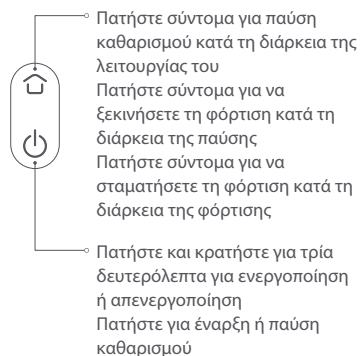 Πατήστε σύντομα για παύση
καθαρισμού κατά τη διάρκεια της
λειτουργίας του
Πατήστε σύντομα για να
ξεκινήσετε τη φόρτιση κατά τη
διάρκεια της παύσης
Πατήστε σύντομα για να
σταματήσετε τη φόρτιση κατά τη
διάρκεια της φόρτισης
Πατήστε και κρατήστε για τρία
δευτερόλεπτα για ενεργοποίηση
ή απενεργοποίηση
Πατήστε για έναρξη ή παύση
καθαρισμού